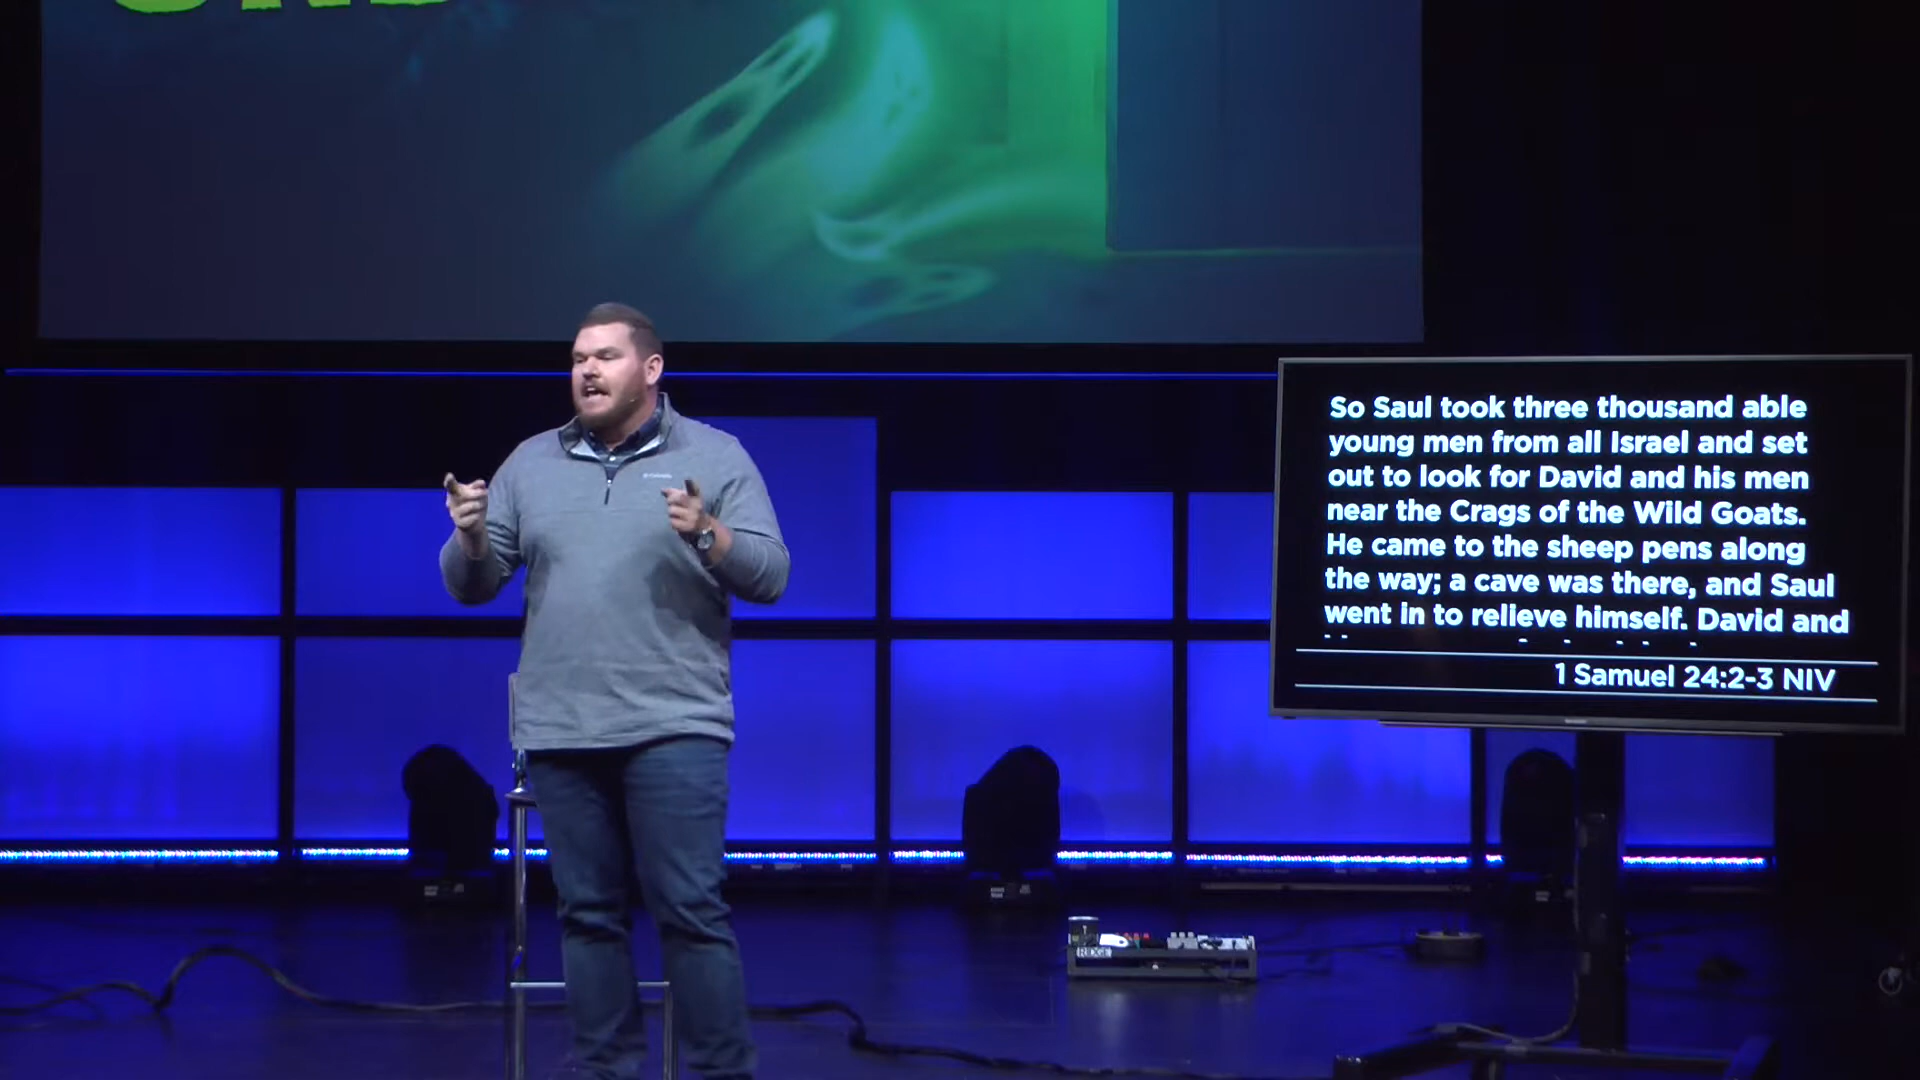 So Saul took three thousand able
young men from all Israel and set
out to look for David and his men
near the Crags of the Wild Goats.
He came to the sheep pens along
the way; a cave was there, and Saul
went in to relieve himself. David and
1 Samuel 24:2-3 NIV
Columbia
RIDGE